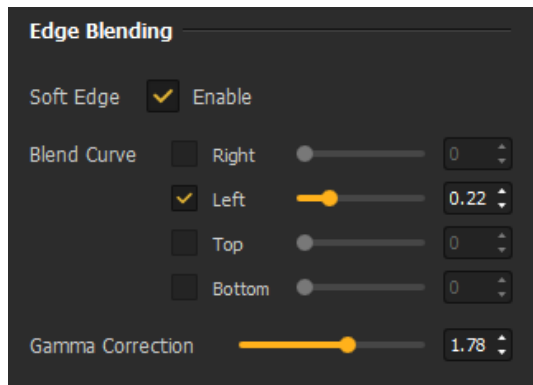 Edge Blending
Soft Edge Enable
Blend Curve Right 0
Left 0.22
Top 0
Bottom 0
Gamma Correction 1.78